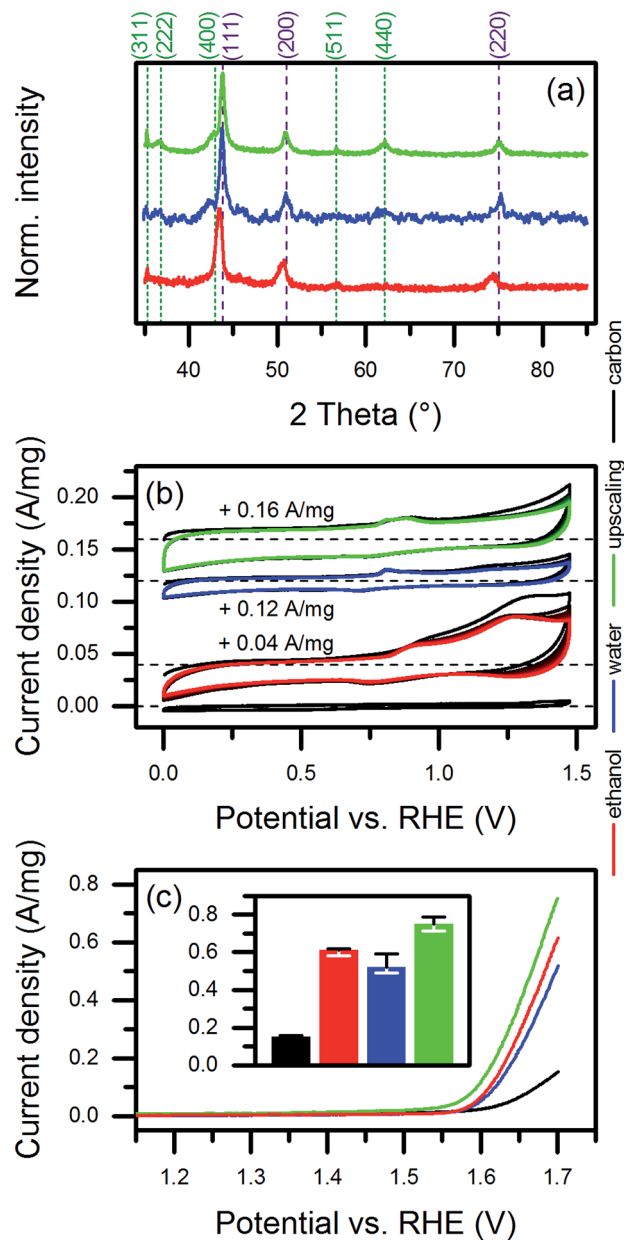 (311)
(222)
(400)
(111)
(200)
(511)
(440)
(220)
(a)
Norm. intensity
40 50 60 70 80
2 Theta (°)
(b)
+ 0.16 A/mg
+ 0.12 A/mg
+ 0.04 A/mg
0.20
0.15
0.10
0.05
0.00
Current density (A/mg)
0.0 0.5 1.0 1.5
Potential vs. RHE (V)
carbon
upscaling
water
ethanol
(c)
0.8
0.6
0.4
0.2
0.0
0.8
0.6
0.4
0.2
0.0
Current density (A/mg)
1.2 1.3 1.4 1.5 1.6 1.7
Potential vs. RHE (V)